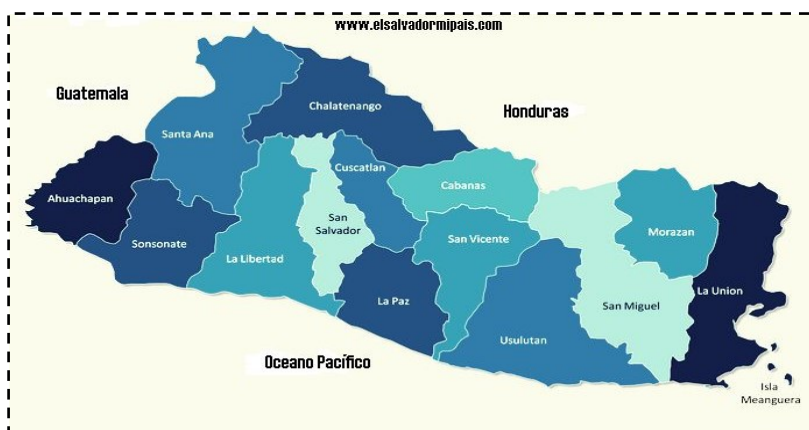 www.elsalvadormipais.com
Guatemala
Honduras
Chalatenango
Santa Ana
Cuscatlan
Cabanas
Ahuachapan
San
Salvador
Sonsonate
La Libertad
San Vicente
Morazan
La Paz
San Miguel
La Union
Usulutan
Oceano Pacífico
Isla
Meanguera